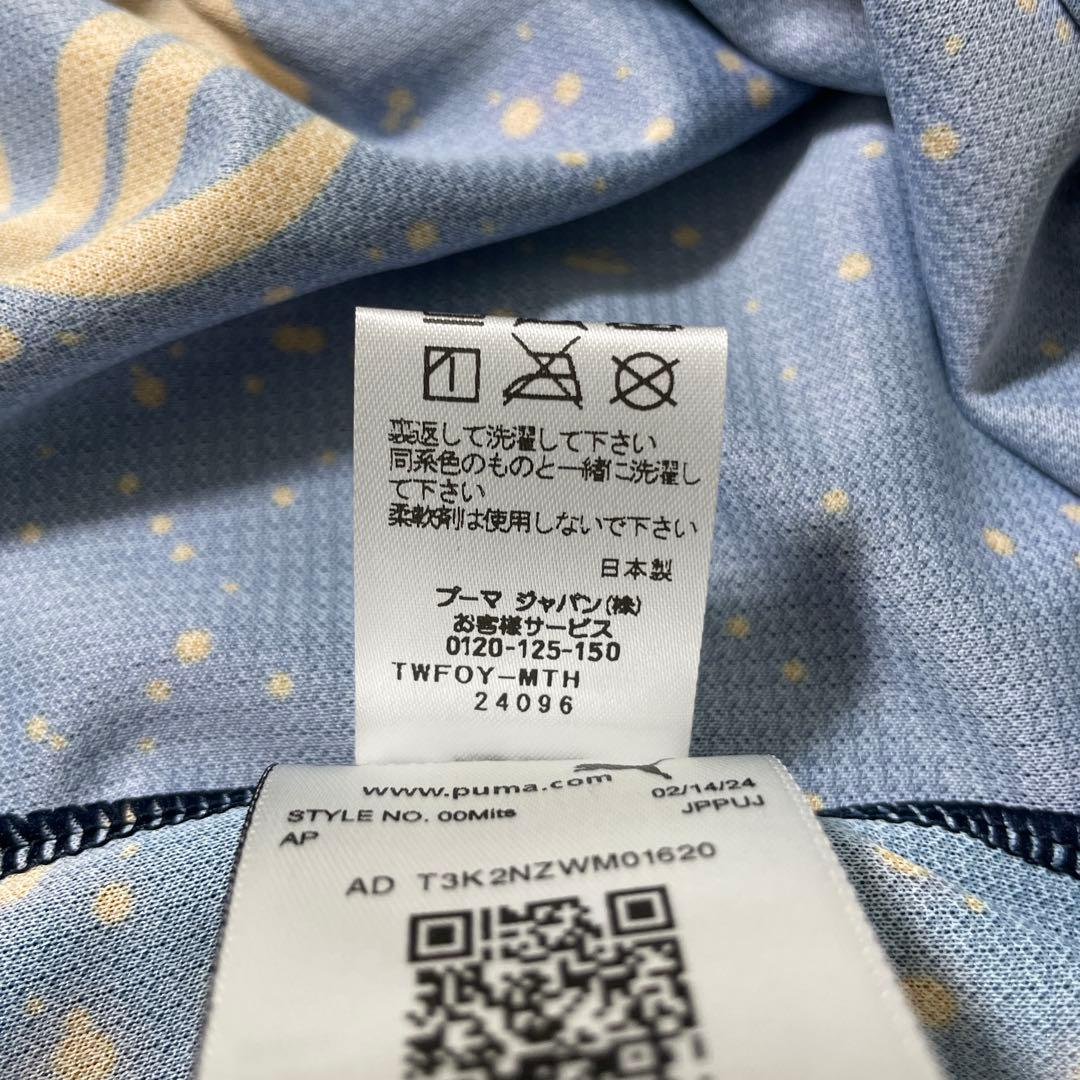 裏返して洗濯して下さい
同系色のものと一緒に洗濯し
て下さい
柔軟剤は使用しないで下さい
日本製
プーマ ジャパン(株)
お客様サービス
0120-125-150
TWFOY-MTH
24096
www.puma.com
02/14/24
STYLE NO. 00Mits
JPPUJ
AP
AD T3K2NZWM01620